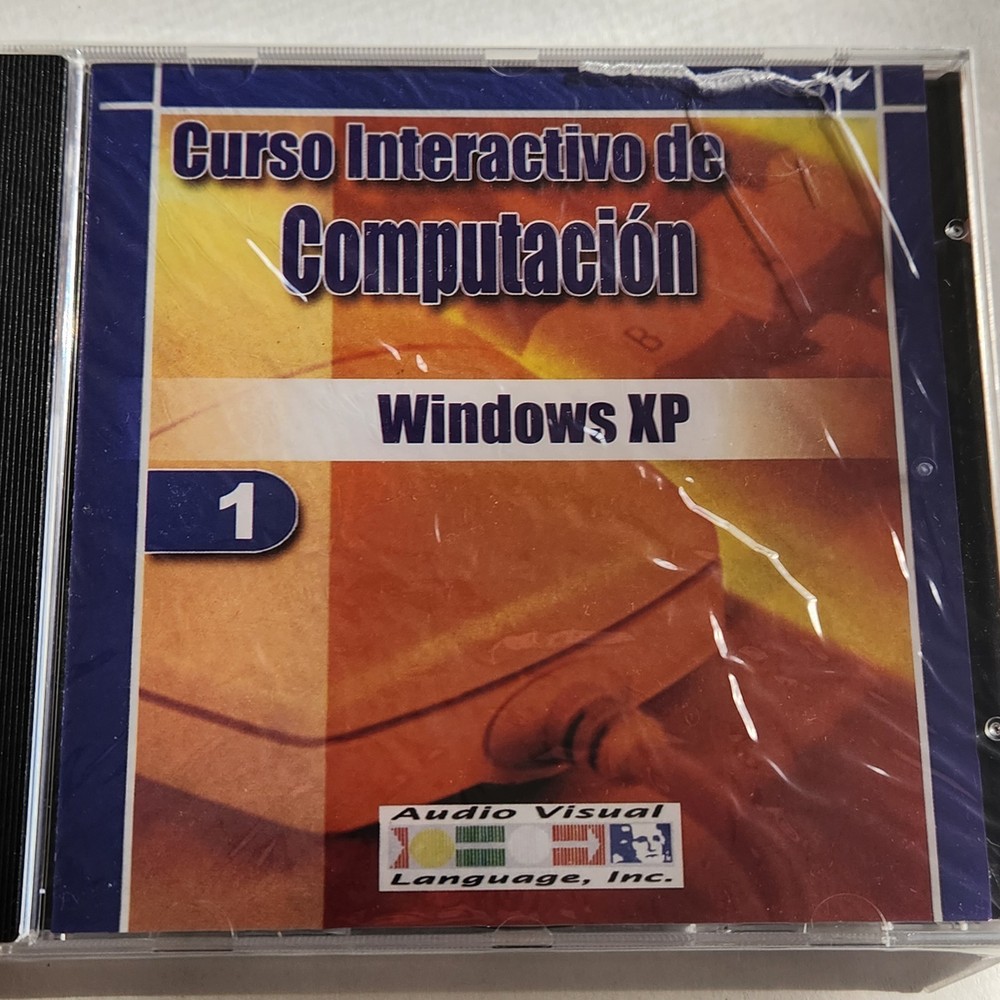 Curso Interactivo de
Computación
B
Windows XP
1
Audio Visual
Language, Inc.